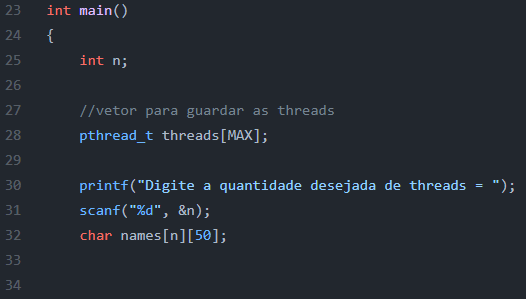 23 int main()
24 {
25     int n;
26
27     //vetor para guardar as threads
28     pthread_t threads[MAX];
29
30     printf("Digite a quantidade desejada de threads = ");
31     scanf("%d", &n);
32     char names[n][50];
33
34